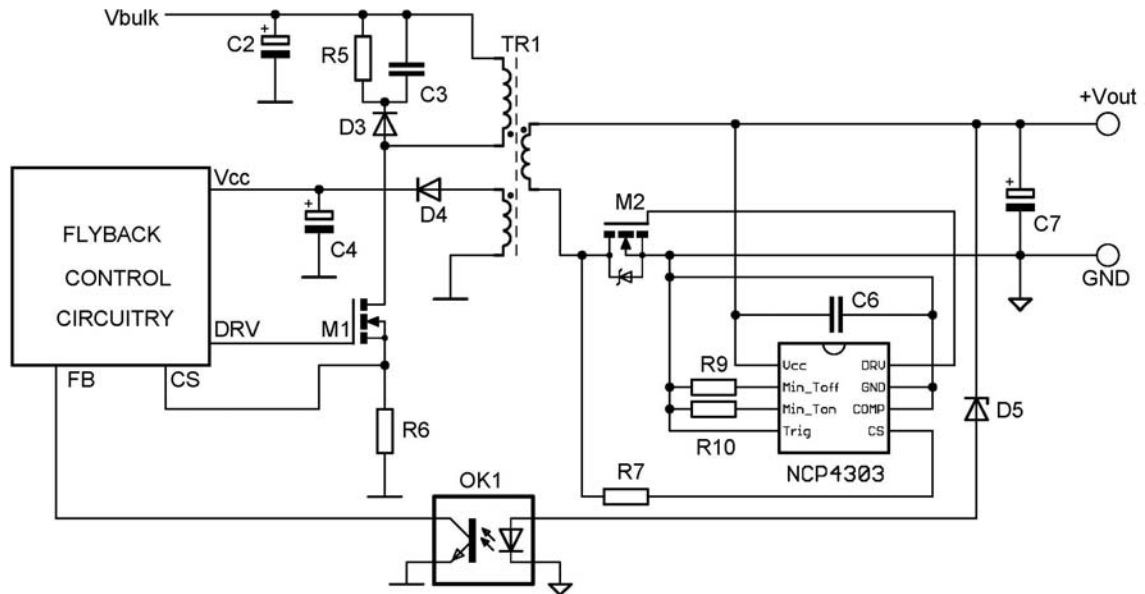 Vbulk
C2
R5
C3
TR1
D3
+Vout
Vcc
FLYBACK
CONTROL
CIRCUITRY
DRV
FB
CS
C4
D4
M1
R6
M2
C7
GND
C6
R9
R10
R7
Vcc
Min_Toff
Min_Ton
Trig
DRV
GND
COMP
CS
NCP4303
D5
OK1